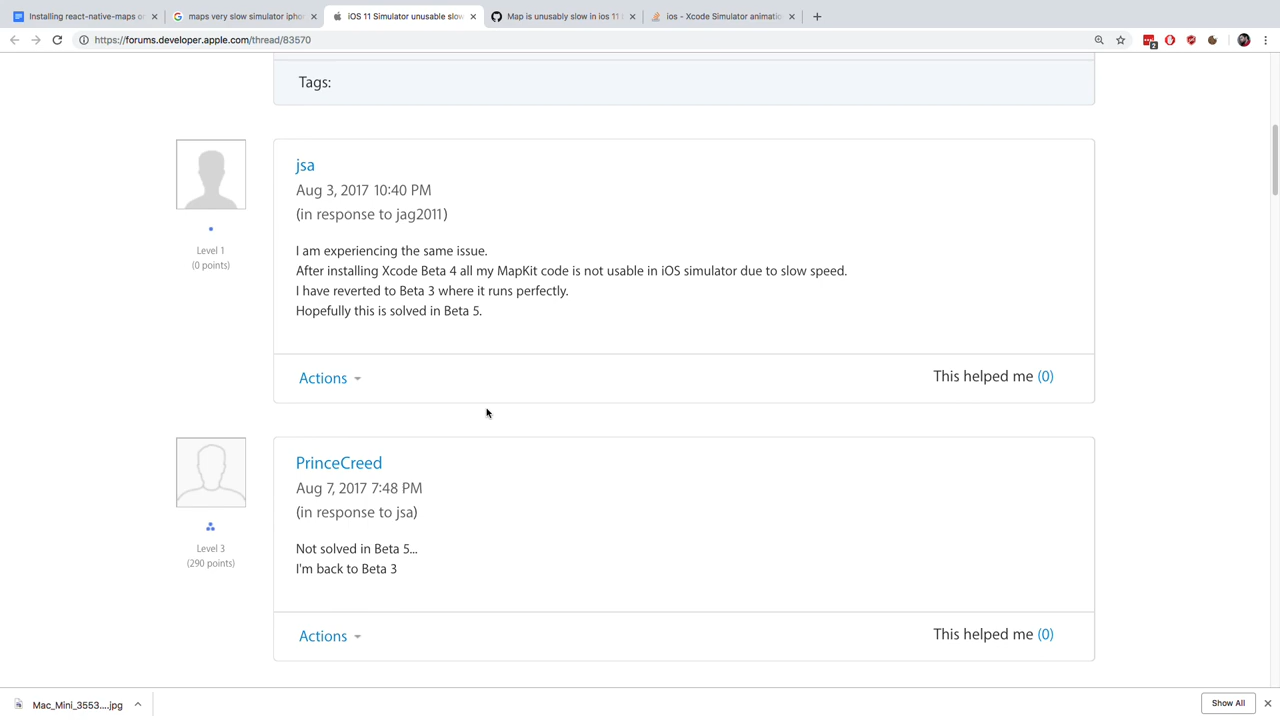 Installing react-native-maps or
maps very slow simulator ipho
iOS 11 Simulator unusable slow
Map is unusably slow in ios 11
ios - Xcode Simulator animatio
https://forums.developer.apple.com/thread/83570
2
Tags:
jsa
Aug 3, 2017 10:40 PM
(in response to jag2011)
Level 1
(0 points)
I am experiencing the same issue.
After installing Xcode Beta 4 all my MapKit code is not usable in iOS simulator due to slow speed.
I have reverted to Beta 3 where it runs perfectly.
Hopefully this is solved in Beta 5.
Actions
This helped me (0)
PrinceCreed
Aug 7, 2017 7:48 PM
(in response to jsa)
Level 3
(290 points)
Not solved in Beta 5...
I'm back to Beta 3
Actions
This helped me (0)
Mac_Mini_3553....jpg
Show All